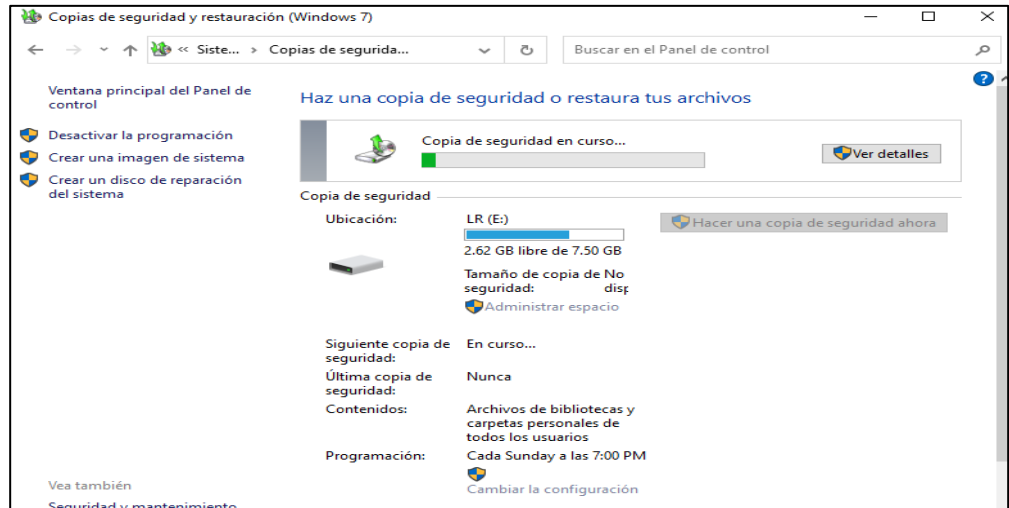 Copias de seguridad y restauración (Windows 7)
« Siste... > Copias de segurida...
Buscar en el Panel de control
Ventana principal del Panel de
control
Desactivar la programación
Crear una imagen de sistema
Crear un disco de reparación
del sistema
Haz una copia de seguridad o restaura tus archivos
Copia de seguridad en curso...
Ver detalles
Copia de seguridad
Ubicación:
LR (E:)
Hacer una copia de seguridad ahora
2.62 GB libre de 7.50 GB
Tamaño de copia de No
seguridad: disp
Administrar espacio
Siguiente copia de En curso...
seguridad:
Última copia de Nunca
seguridad:
Contenidos: Archivos de bibliotecas y
carpetas personales de
todos los usuarios
Programación: Cada Sunday a las 7:00 PM
Cambiar la configuración
Vea también
Seguridad y mantenimiento